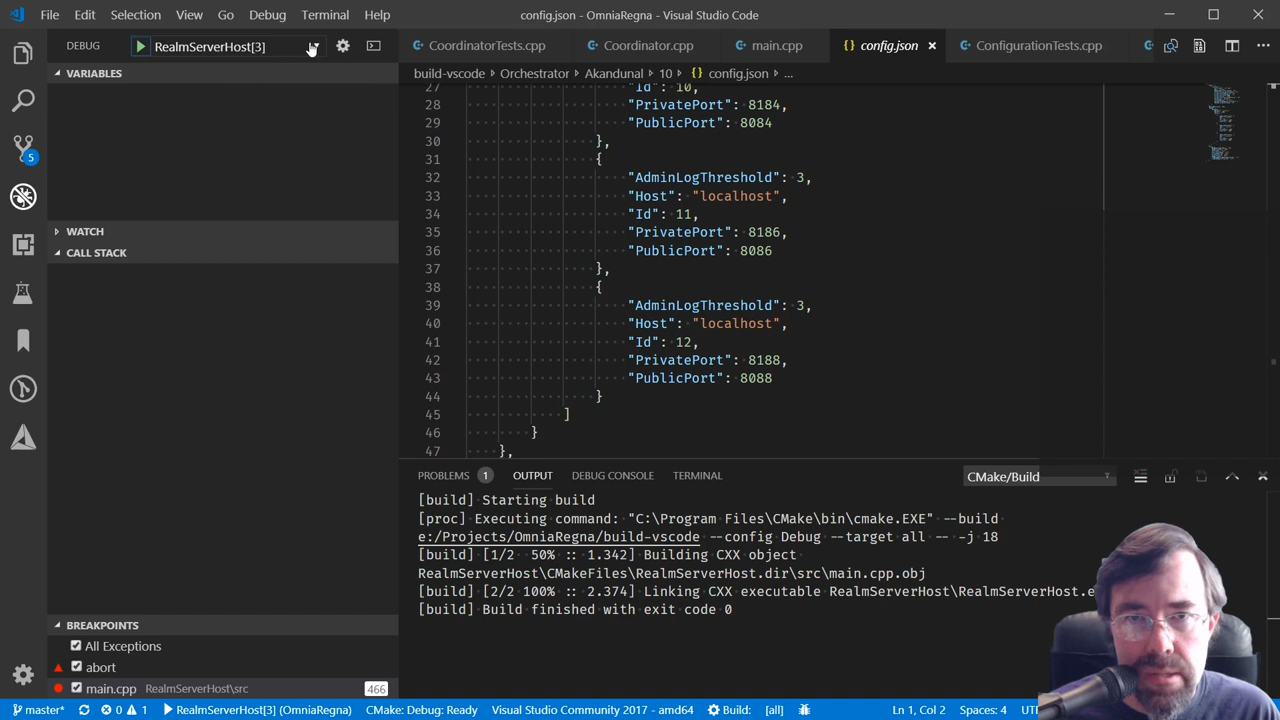 File Edit Selection View Go Debug Terminal Help config.json - OmniaRegna - Visual Studio Code
DEBUG RealmServerHost[3] CoordinatorTests.cpp Coordinator.cpp main.cpp {} config.json ConfigurationTests.cpp
VARIABLES
build-vscode Orchestrator Akandunal 10 {} config.json ...
27 "Id": 10,
28 "PrivatePort": 8184,
29 "PublicPort": 8084
30 },
31 {
32 "AdminLogThreshold": 3,
33 "Host": "localhost",
34 "Id": 11,
35 "PrivatePort": 8186,
36 "PublicPort": 8086
37 },
38 {
39 "AdminLogThreshold": 3,
40 "Host": "localhost",
41 "Id": 12,
42 "PrivatePort": 8188,
43 "PublicPort": 8088
44 }
45 ]
46 }
47 },
5
WATCH
CALL STACK
PROBLEMS 1 OUTPUT DEBUG CONSOLE TERMINAL CMake/Build
[build] Starting build
[proc] Executing command: "C:\Program Files\CMake\bin\cmake.EXE" --build
e:/Projects/OmniaRegna/build-vscode --config Debug --target all -- -j 18
[build] [1/2 50% :: 1.342] Building CXX object
RealmServerHost\CMakeFiles\RealmServerHost.dir\src\main.cpp.obj
[build] [2/2 100% :: 2.374] Linking CXX executable RealmServerHost\RealmServerHost.e
[build] Build finished with exit code 0
BREAKPOINTS
All Exceptions
abort
main.cpp RealmServerHost\src 466
master* 0 1 RealmServerHost[3] (OmniaRegna) CMake: Debug: Ready Visual Studio Community 2017 - amd64 Build: [all] Ln 1, Col 2 Spaces: 4 UT